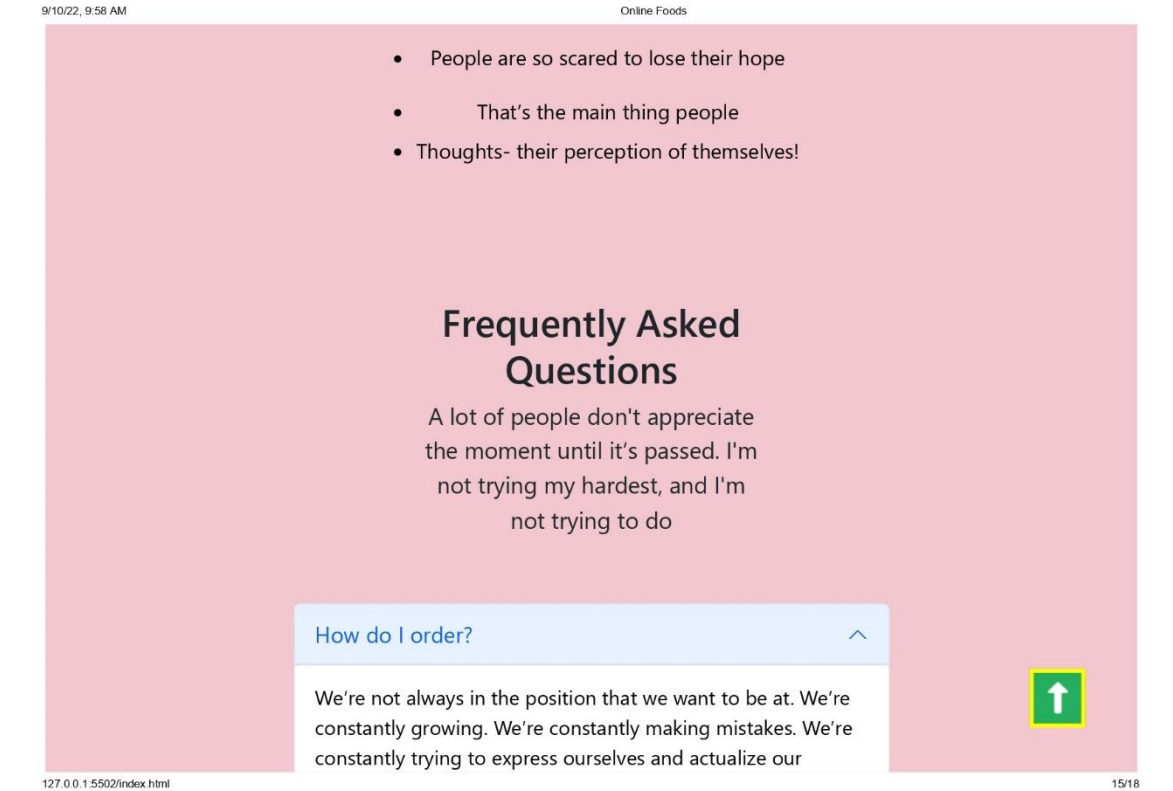 9/10/22, 9:58 AM
Online Foods
• People are so scared to lose their hope
• That’s the main thing people
• Thoughts- their perception of themselves!
Frequently Asked
Questions
A lot of people don't appreciate
the moment until it’s passed. I'm
not trying my hardest, and I'm
not trying to do
How do I order?
We’re not always in the position that we want to be at. We’re
constantly growing. We’re constantly making mistakes. We’re
constantly trying to express ourselves and actualize our
127.0.0.1:5502/index.html
15/18